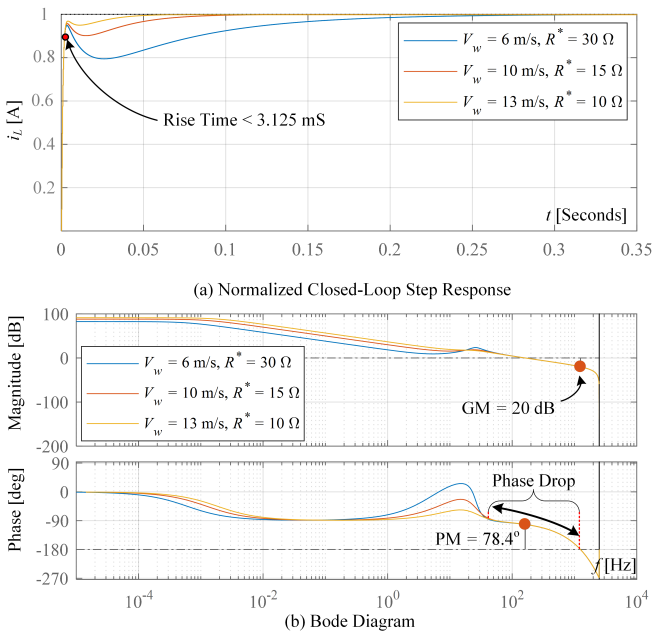 1
0.8
0.6
0.4
0.2
i_L [A]
V_w = 6 m/s, R* = 30 Ω
V_w = 10 m/s, R* = 15 Ω
V_w = 13 m/s, R* = 10 Ω
Rise Time < 3.125 mS
t [Seconds]
0 0.05 0.1 0.15 0.2 0.25 0.3 0.35
(a) Normalized Closed-Loop Step Response
100
0
-100
-200
Magnitude [dB]
V_w = 6 m/s, R* = 30 Ω
V_w = 10 m/s, R* = 15 Ω
V_w = 13 m/s, R* = 10 Ω
GM = 20 dB
90
0
-90
-180
-270
Phase [deg]
Phase Drop
PM = 78.4°
f [Hz]
10^-4 10^-2 10^0 10^2 10^4
(b) Bode Diagram